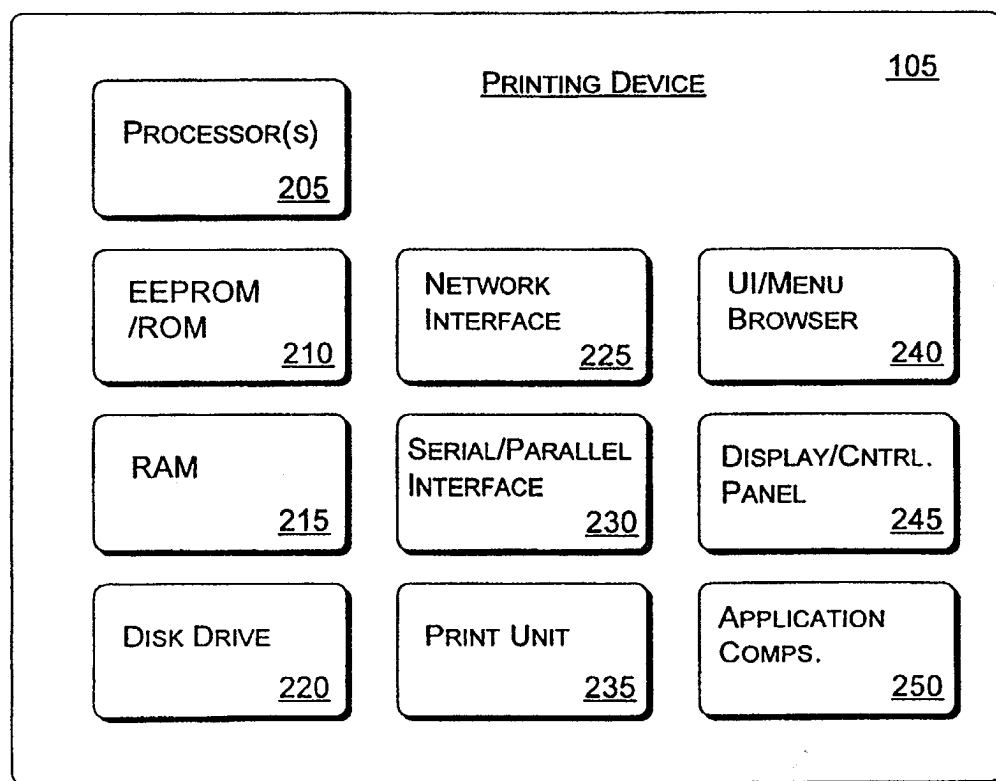 PRINTING DEVICE
105
PROCESSOR(S)
205
EEPROM
/ROM
210
NETWORK
INTERFACE
225
UI/MENU
BROWSER
240
RAM
215
SERIAL/PARALLEL
INTERFACE
230
DISPLAY/CNTRL.
PANEL
245
DISK DRIVE
220
PRINT UNIT
235
APPLICATION
COMPS.
250